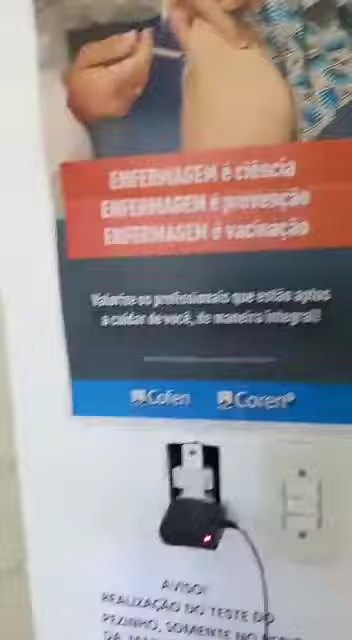 ENFERMAGEM é ciência
ENFERMAGEM é prevenção
ENFERMAGEM é vacinação
Valorize os profissionais que estão aptos
a cuidar de você, de maneira integral!
Cofen Coren
AVISO!
REALIZAÇÃO DO TESTE DO
PEZINHO, SOMENTE NO
DA